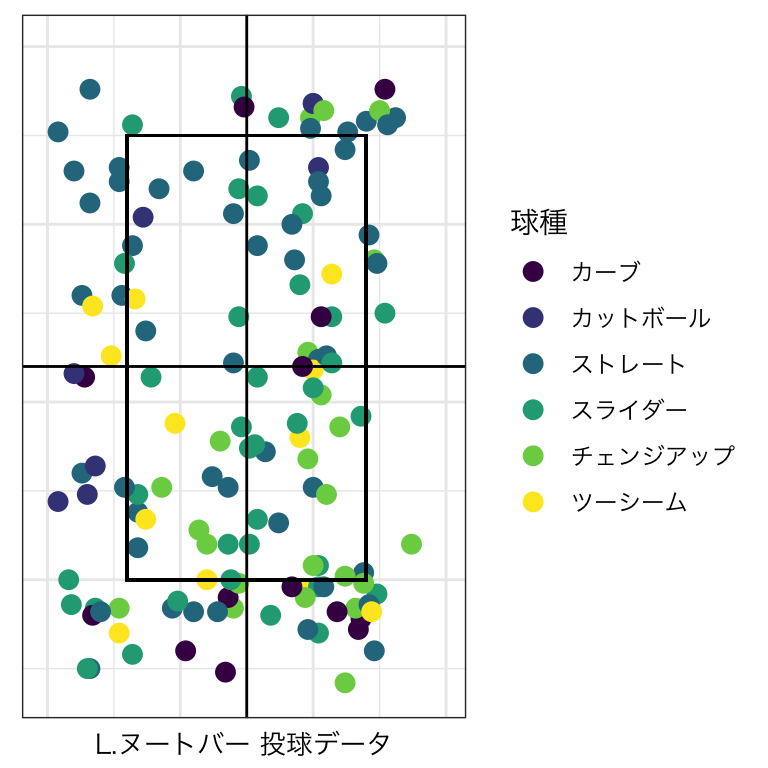 球種
カーブ
カットボール
ストレート
スライダー
チェンジアップ
ツーシーム
L.ヌートバー 投球データ